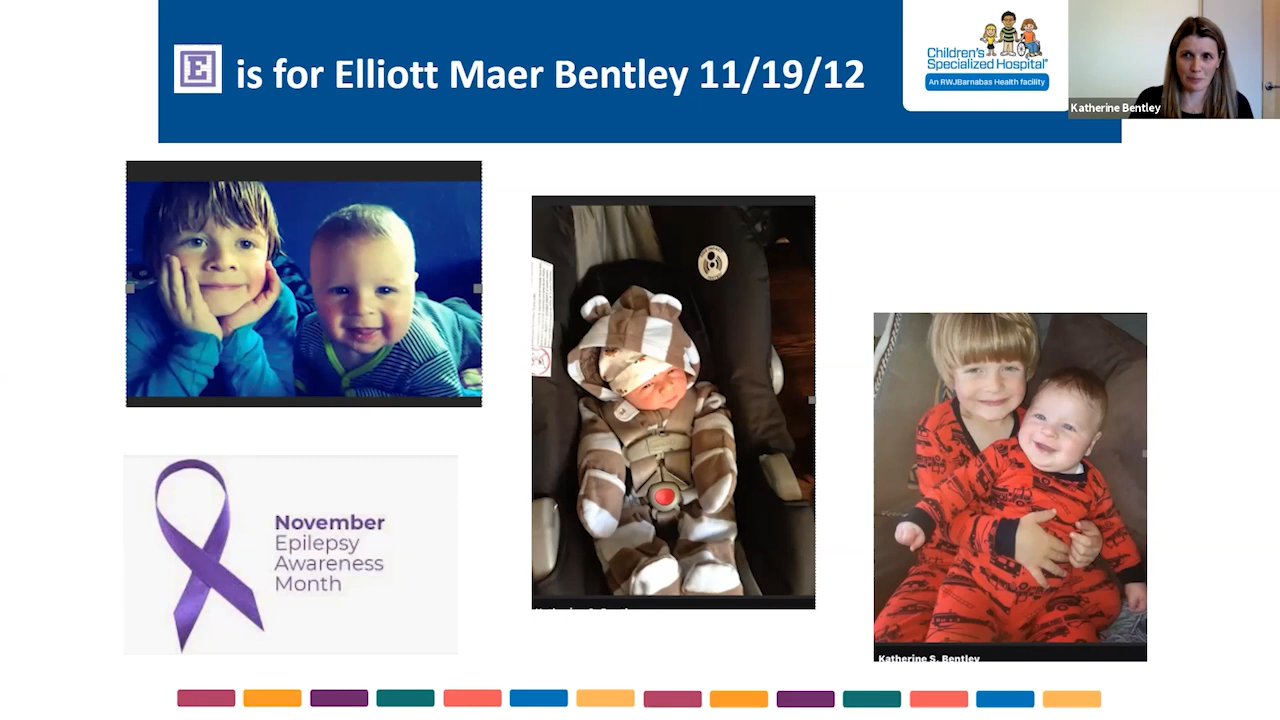 E is for Elliott Maer Bentley 11/19/12
Children's
Specialized Hospital®
An RWJBarnabas Health facility
Katherine Bentley
November
Epilepsy
Awareness
Month
Katherine S. Bentley